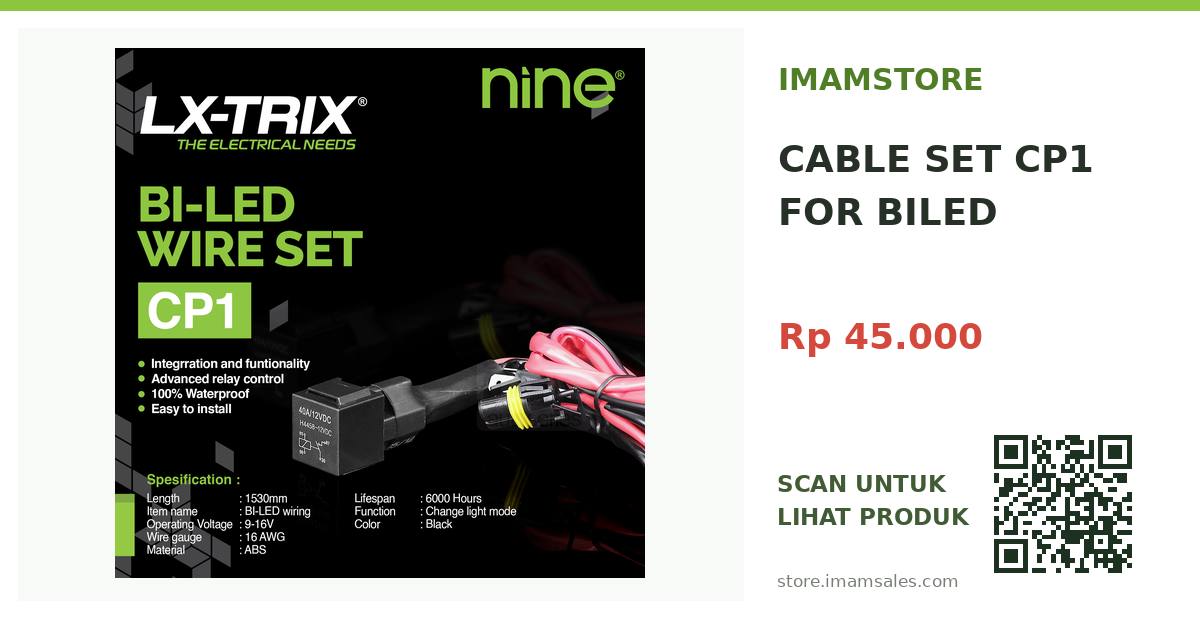 nine®
LX-TRIX®
THE ELECTRICAL NEEDS
BI-LED
WIRE SET
CP1
Integrration and funtionality
Advanced relay control
100% Waterproof
Easy to install
40A/12VDC
H4458-12VDC
Spesification :
Length : 1530mm
Item name : BI-LED wiring
Operating Voltage : 9-16V
Wire gauge : 16 AWG
Material : ABS
Lifespan : 6000 Hours
Function : Change light mode
Color : Black
IMAMSTORE
CABLE SET CP1
FOR BILED
Rp 45.000
SCAN UNTUK
LIHAT PRODUK
store.imamsales.com